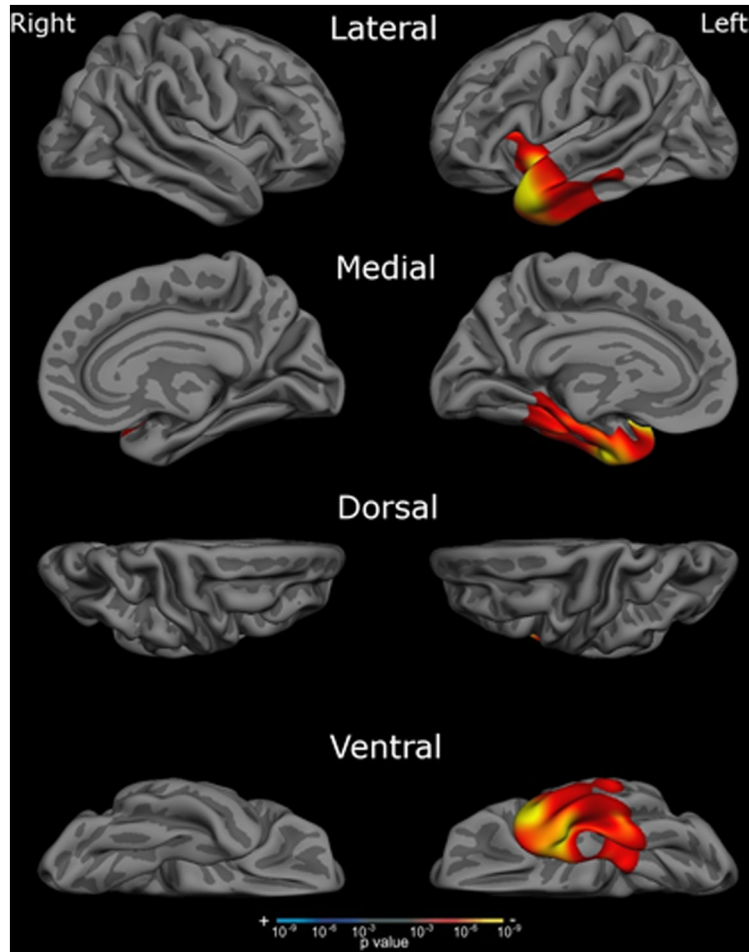 Right Lateral Left
Medial
Dorsal
Ventral
+ -
10⁻⁹ 10⁻⁶ 10⁻³ 10⁻³ 10⁻⁶ 10⁻⁹
p value